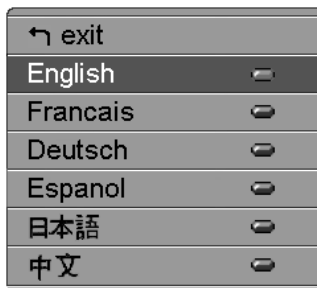 exit
English
Francais
Deutsch
Espanol
日本語
中文